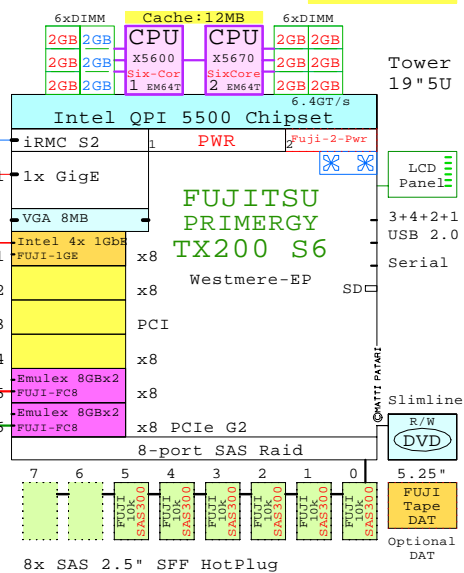 6xDIMM Cache:12MB 6xDIMM
2GB 2GB CPU CPU 2GB 2GB
2GB 2GB X5600 X5670 2GB 2GB
Six-Cor SixCore
2GB 2GB 1 EM64T 2 EM64T 2GB 2GB
Tower
19"5U
6.4GT/s
Intel QPI 5500 Chipset
iRMC S2 1 PWR 2 Fuji-2-Pwr
1x GigE
LCD
Panel
FUJITSU
PRIMERGY
TX200 S6
VGA 8MB
3+4+2+1
USB 2.0
Intel 4x 1GbE
FUJI-1GE x8
Westmere-EP
Serial
x8
SD
PCI
x8
©MATTI PATARI
Emulex 8GBx2
FUJI-FC8 x8
Slimline
Emulex 8GBx2
FUJI-FC8 x8 PCIe G2
R/W
DVD
8-port SAS Raid
7 6 5 4 3 2 1 0 5.25"
FUJI 10k SAS300
FUJI 10k SAS300
FUJI 10k SAS300
FUJI 10k SAS300
FUJI 10k SAS300
FUJI 10k SAS300
FUJI
Tape
DAT
Optional
DAT
8x SAS 2.5" SFF HotPlug